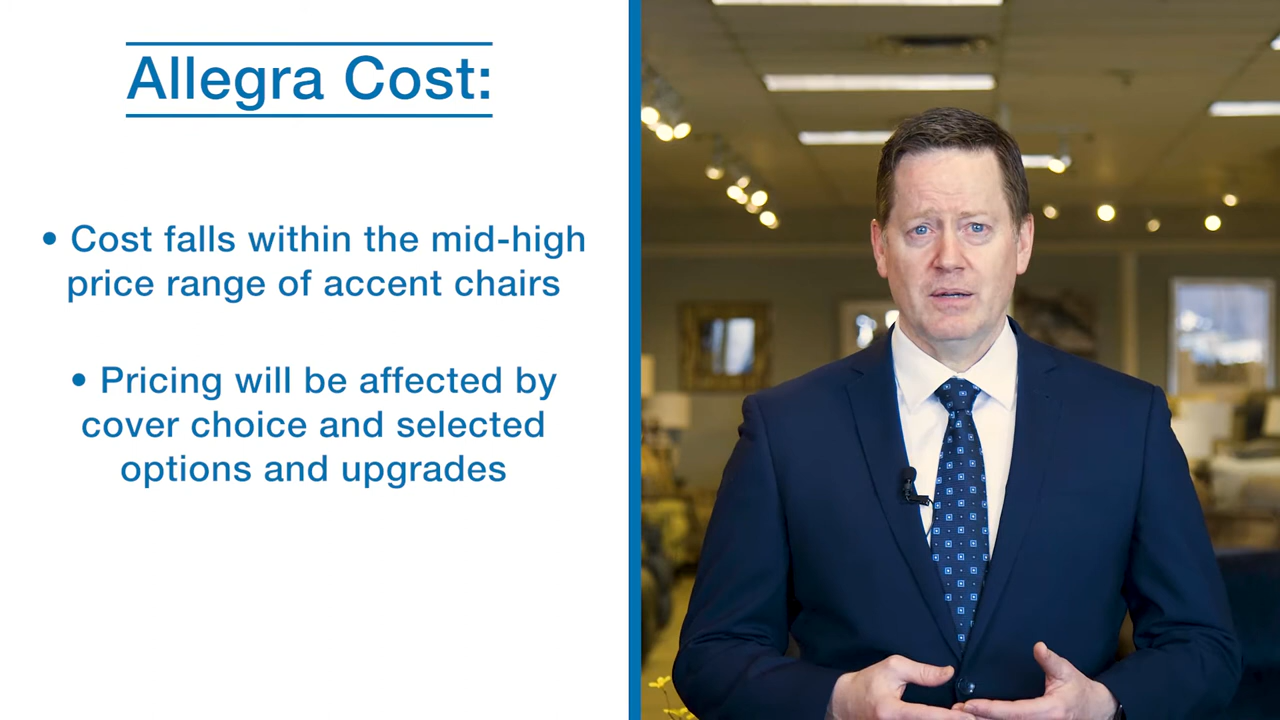 Allegra Cost:
• Cost falls within the mid-high
price range of accent chairs
• Pricing will be affected by
cover choice and selected
options and upgrades